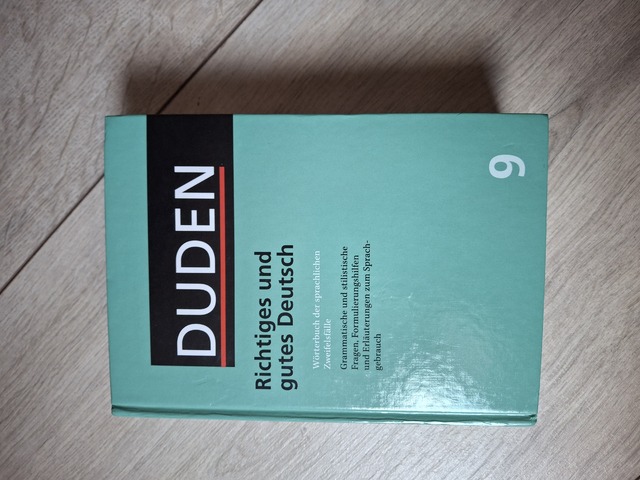 DUDEN
Richtiges und
gutes Deutsch
Wörterbuch der sprachlichen
Zweifelsfälle
Grammatische und stilistische
Fragen, Formulierungshilfen
und Erläuterungen zum Sprach-
gebrauch
9